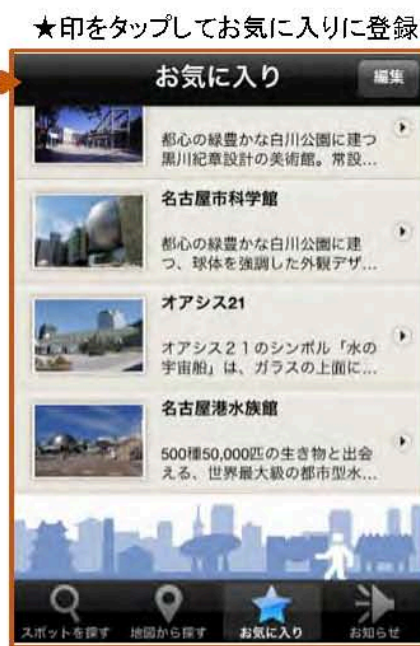 ★印をタップしてお気に入りに登録
お気に入り
編集
都心の緑豊かな白川公園に建つ
黒川紀章設計の美術館。常設...
名古屋市科学館
都心の緑豊かな白川公園に建
つ、球体を強調した外観デザ...
オアシス21
オアシス21のシンボル「水の
宇宙船」は、ガラスの上面に...
名古屋港水族館
500種50,000匹の生き物と出会
える、世界最大級の都市型水...
スポットを探す
地図から探す
お気に入り
お知らせ